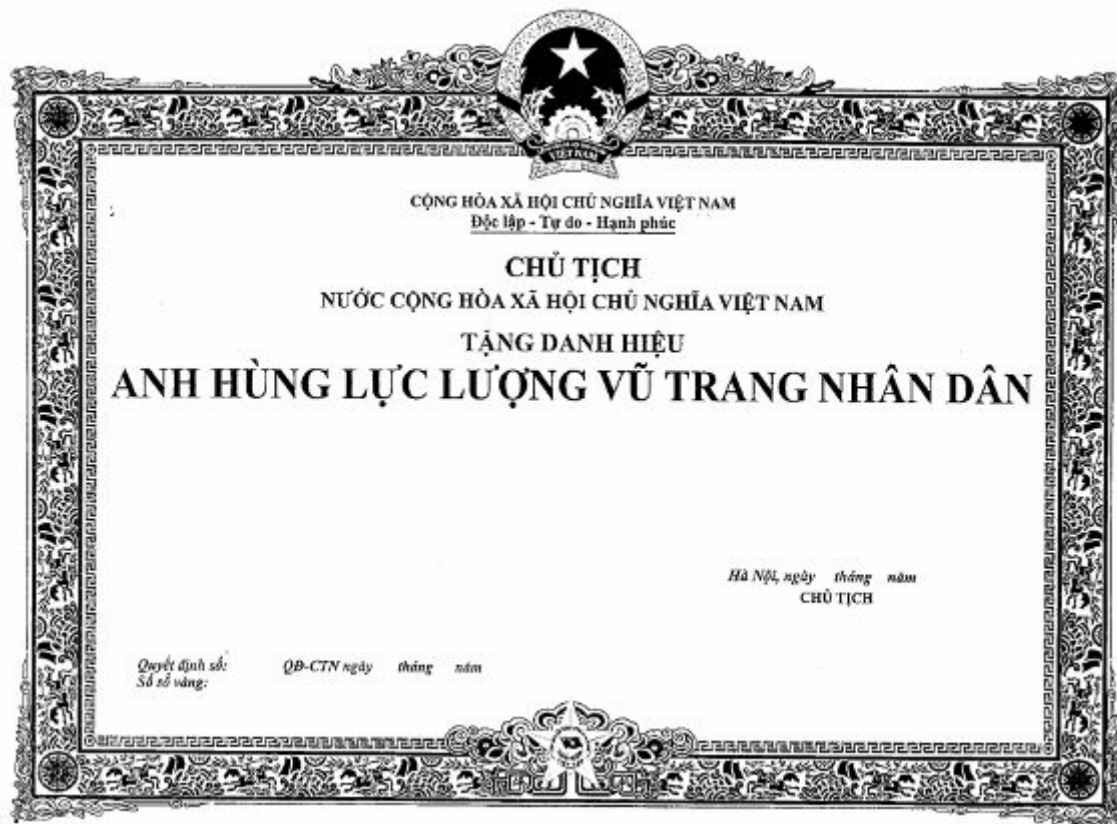 VIỆT NAM
CỘNG HÒA XÃ HỘI CHỦ NGHĨA VIỆT NAM
Độc lập - Tự do - Hạnh phúc
CHỦ TỊCH
NƯỚC CỘNG HÒA XÃ HỘI CHỦ NGHĨA VIỆT NAM
TẶNG DANH HIỆU
ANH HÙNG LỰC LƯỢNG VŨ TRANG NHÂN DÂN
Hà Nội, ngày tháng năm
CHỦ TỊCH
Quyết định số: QĐ-CTN ngày tháng năm
Số sổ vàng: